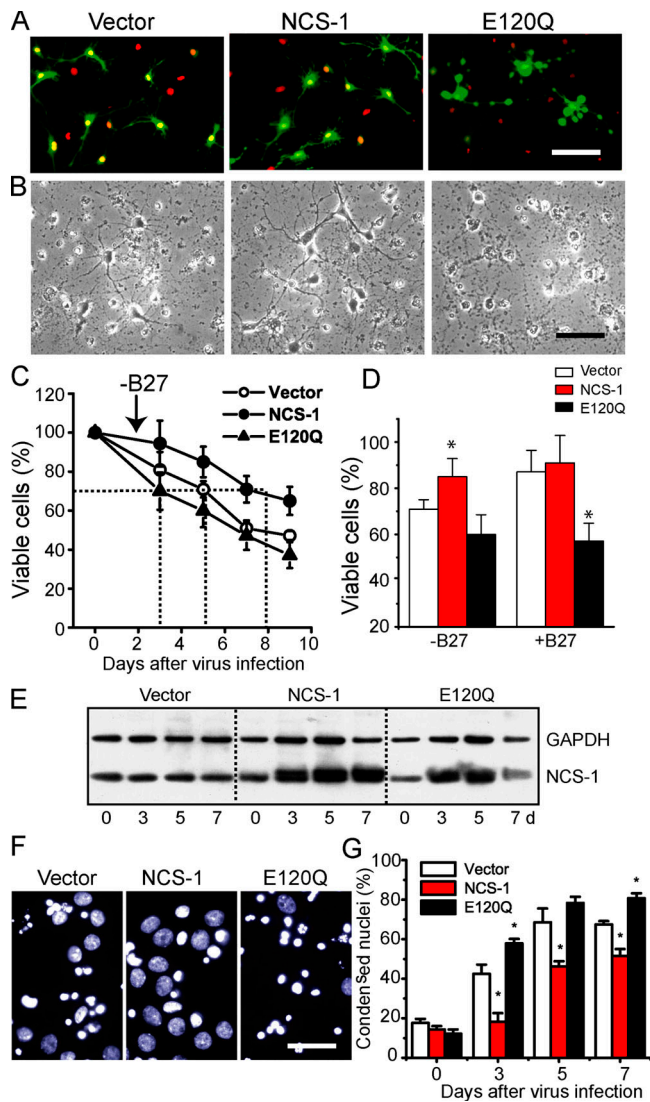 A
Vector
NCS-1
E120Q
B
C
-B27
Vector
NCS-1
E120Q
120
100
80
60
40
20
0
Viable cells (%)
0 2 4 6 8 10
Days after virus infection
D
Vector
NCS-1
E120Q
100
80
60
40
20
Viable cells (%)
* *
-B27 +B27
E
Vector NCS-1 E120Q
GAPDH
NCS-1
0 3 5 7 0 3 5 7 0 3 5 7 d
F
Vector NCS-1 E120Q
G
Vector
NCS-1
E120Q
100
80
60
40
20
0
Condensed nuclei (%)
* * * * *
0 3 5 7
Days after virus infection